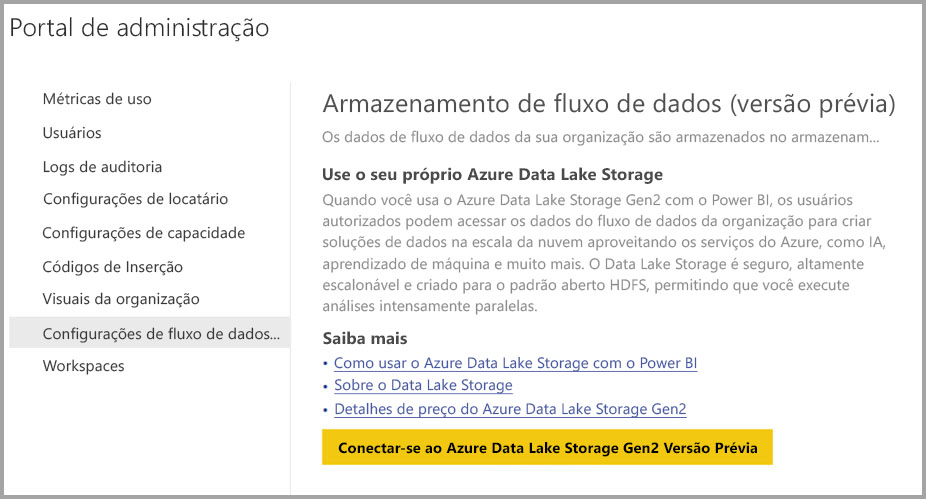 Portal de administração
Métricas de uso
Usuários
Logs de auditoria
Configurações de locatário
Configurações de capacidade
Códigos de Inserção
Visuais da organização
Configurações de fluxo de dados...
Workspaces
Armazenamento de fluxo de dados (versão prévia)
Os dados de fluxo de dados da sua organização são armazenados no armazenam...
Use o seu próprio Azure Data Lake Storage
Quando você usa o Azure Data Lake Storage Gen2 com o Power BI, os usuários
autorizados podem acessar os dados do fluxo de dados da organização para criar
soluções de dados na escala da nuvem aproveitando os serviços do Azure, como IA,
aprendizado de máquina e muito mais. O Data Lake Storage é seguro, altamente
escalonável e criado para o padrão aberto HDFS, permitindo que você execute
análises intensamente paralelas.
Saiba mais
• Como usar o Azure Data Lake Storage com o Power BI
• Sobre o Data Lake Storage
• Detalhes de preço do Azure Data Lake Storage Gen2
Conectar-se ao Azure Data Lake Storage Gen2 Versão Prévia